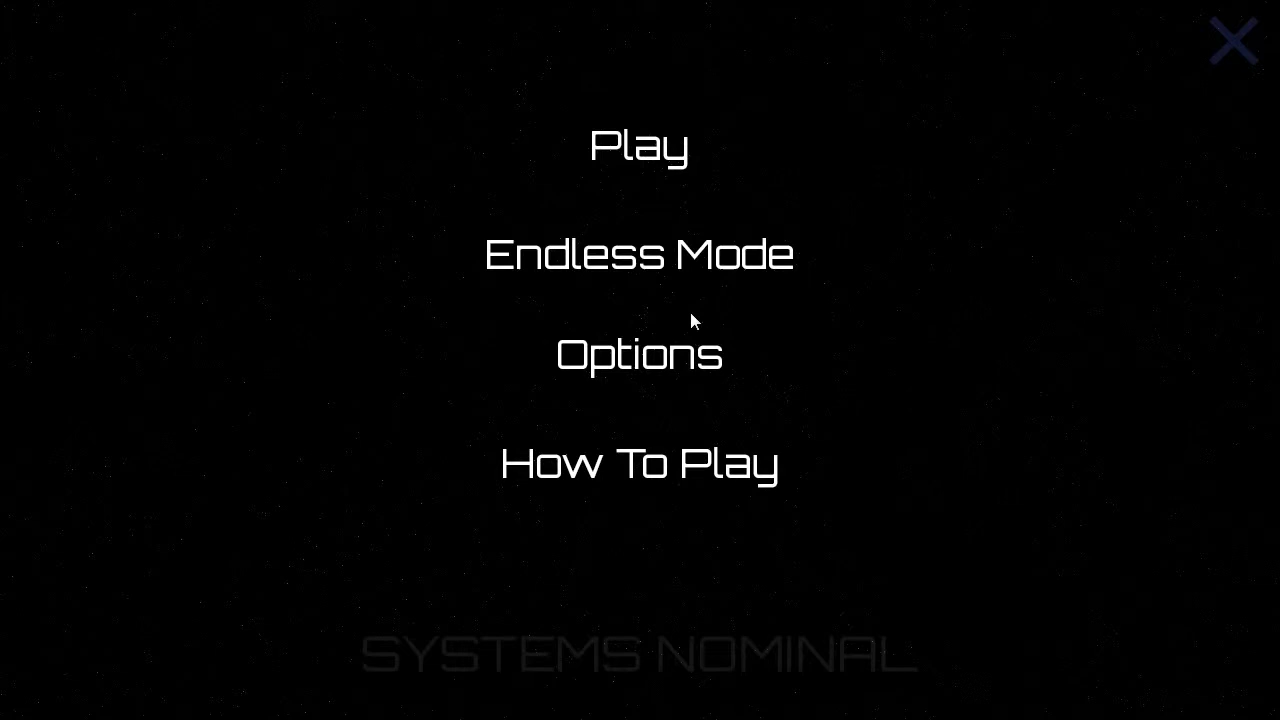 Play
Endless Mode
Options
How To Play
SYSTEMS NOMINAL